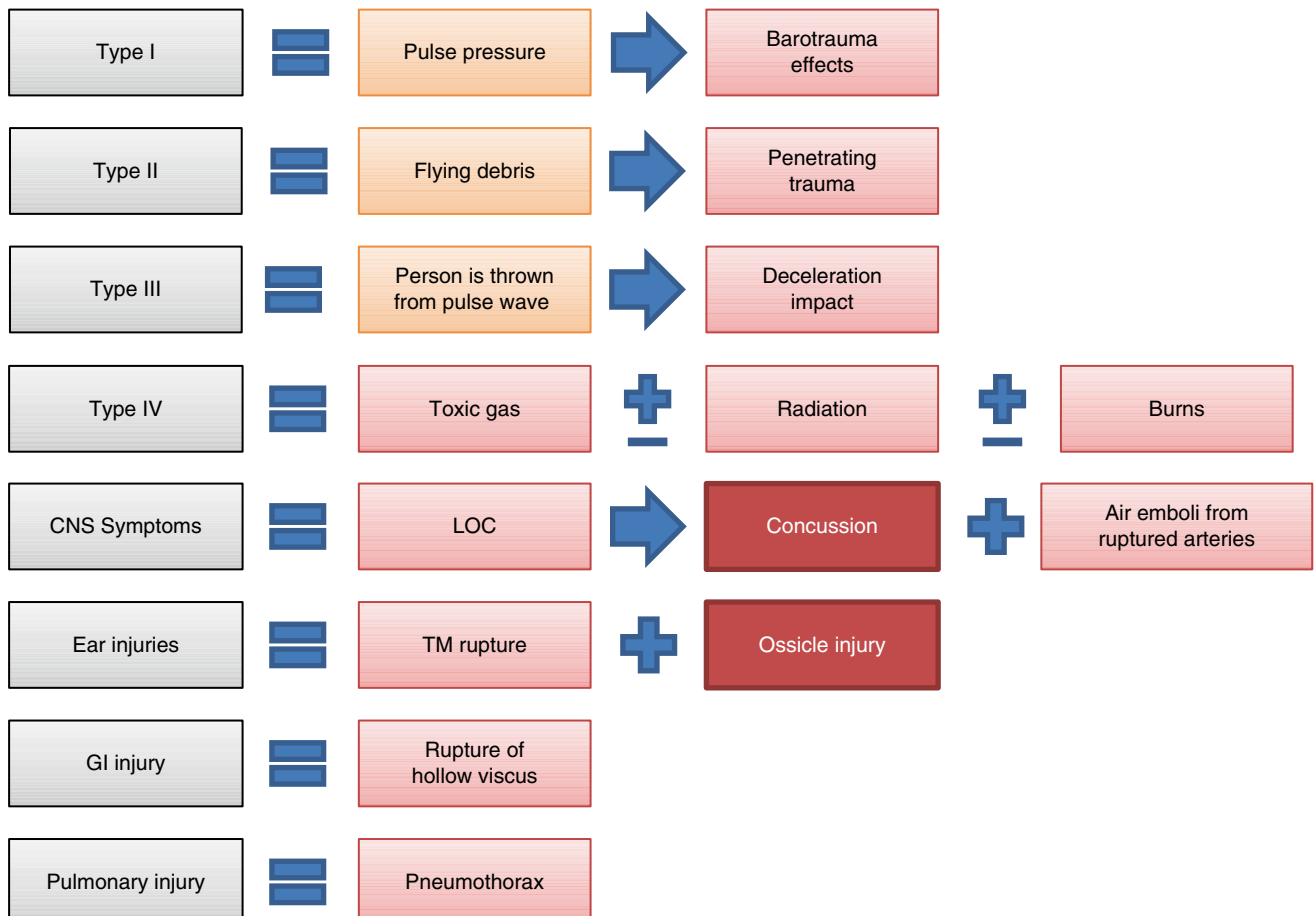 Type I
Pulse pressure
Barotrauma
effects
Type II
Flying debris
Penetrating
trauma
Type III
Person is thrown
from pulse wave
Deceleration
impact
Type IV
Toxic gas
Radiation
Burns
CNS Symptoms
LOC
Concussion
Air emboli from
ruptured arteries
Ear injuries
TM rupture
Ossicle injury
GI injury
Rupture of
hollow viscus
Pulmonary injury
Pneumothorax